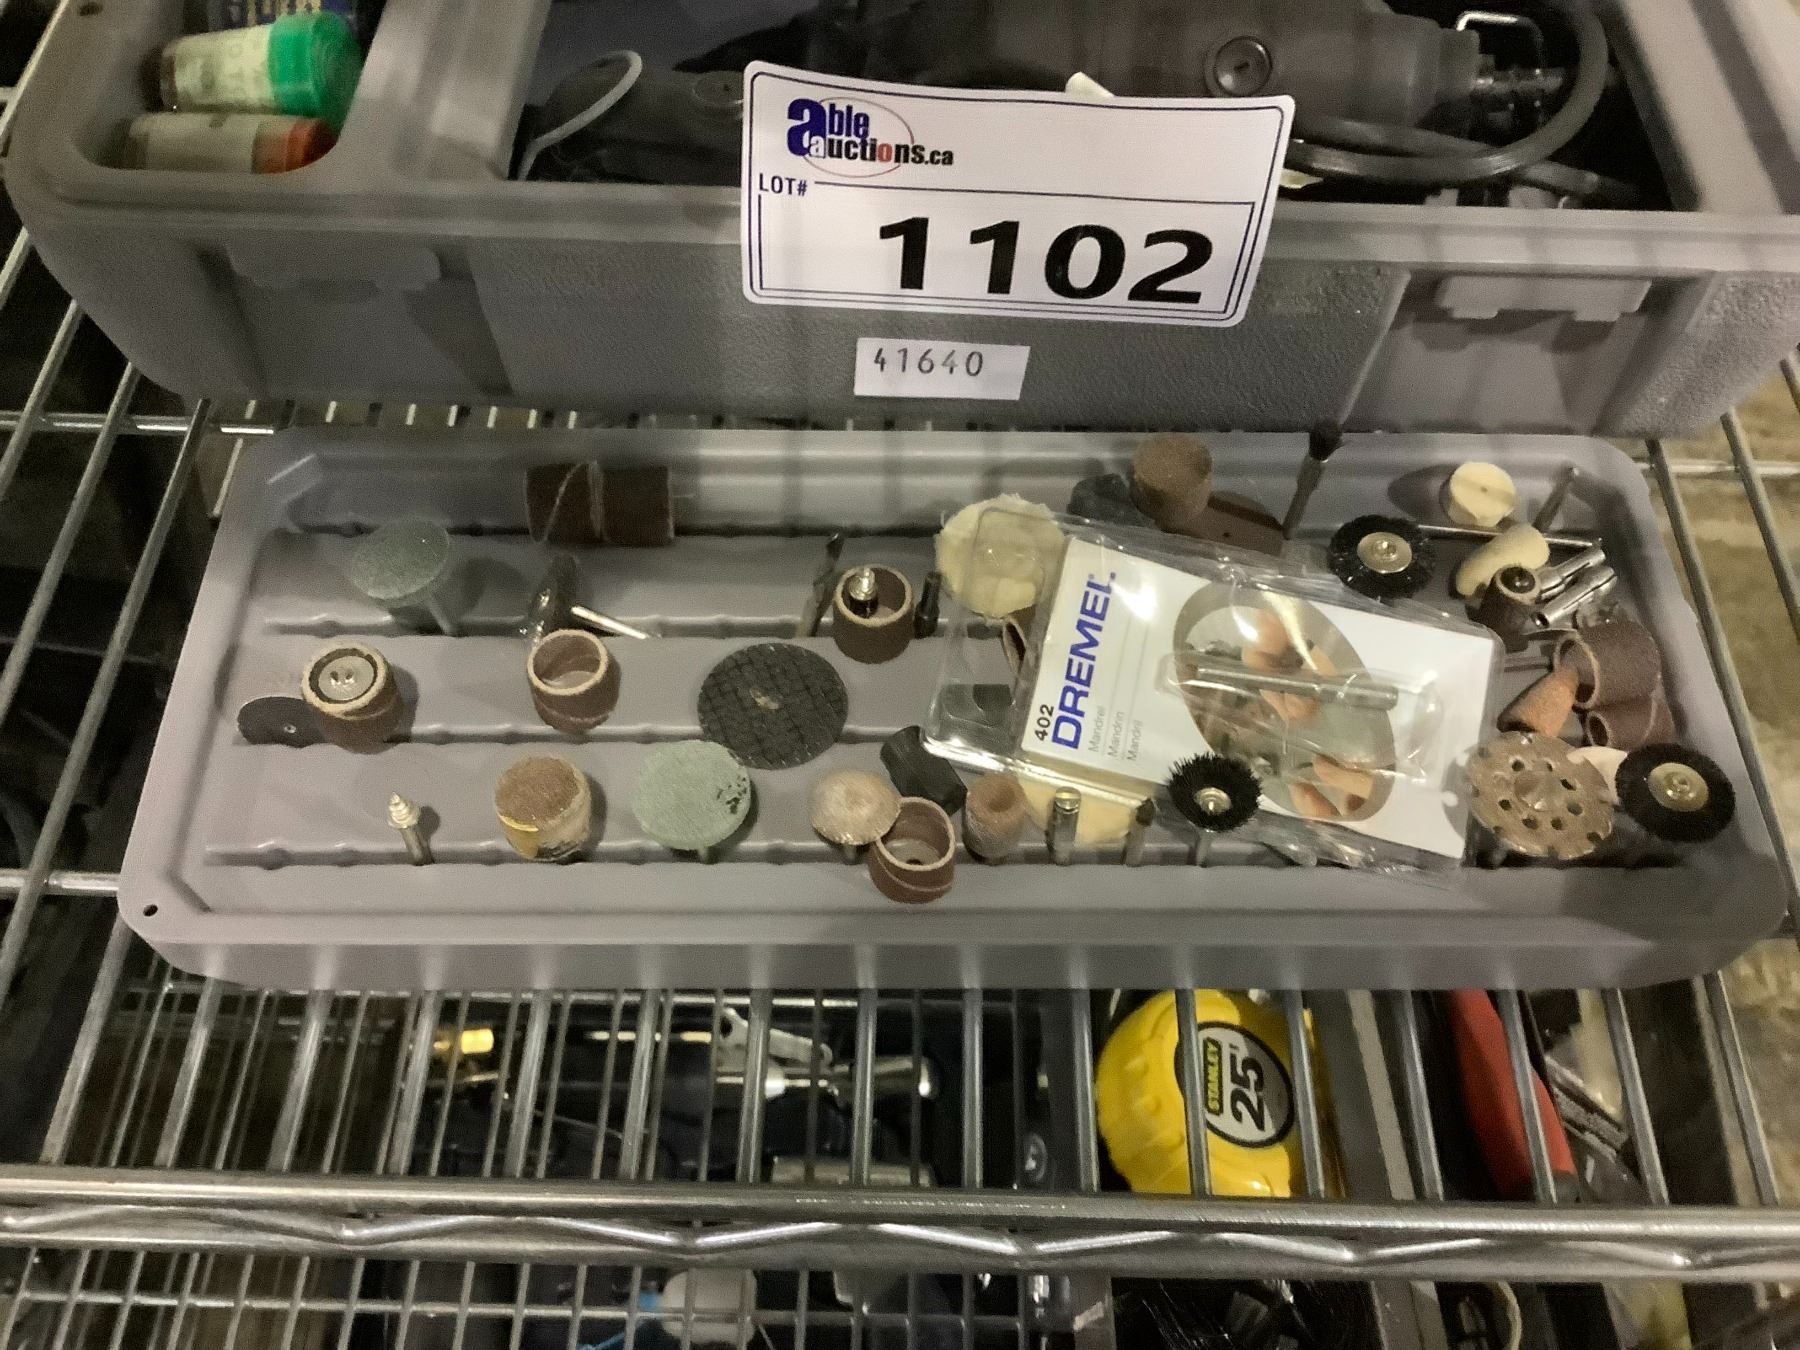 able
auctions.ca
LOT#
1102
41640
402
DREMEL
Mandrel
Mandrin
Mandril
STANLEY
25'